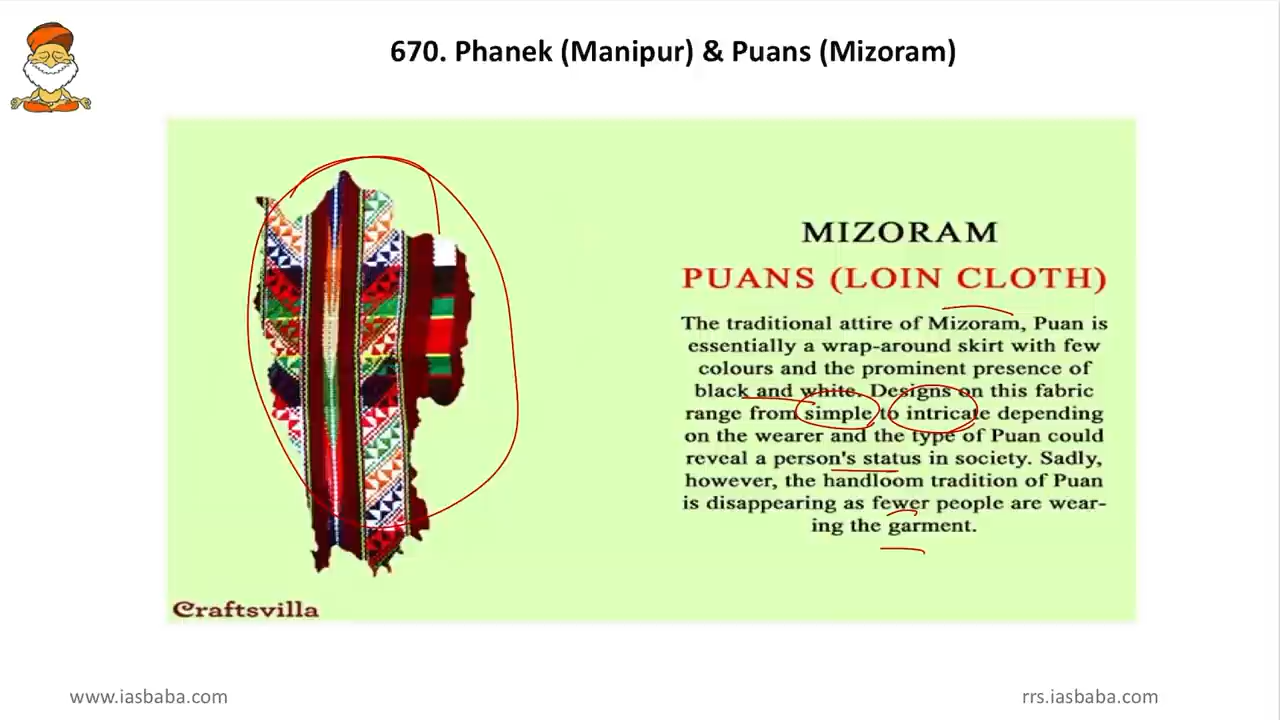 670. Phanek (Manipur) & Puans (Mizoram)
MIZORAM
PUANS (LOIN CLOTH)
The traditional attire of Mizoram, Puan is
essentially a wrap-around skirt with few
colours and the prominent presence of
black and white. Designs on this fabric
range from simple to intricate depending
on the wearer and the type of Puan could
reveal a person's status in society. Sadly,
however, the handloom tradition of Puan
is disappearing as fewer people are wear-
ing the garment.
Craftsvilla
www.iasbaba.com
rrs.iasbaba.com